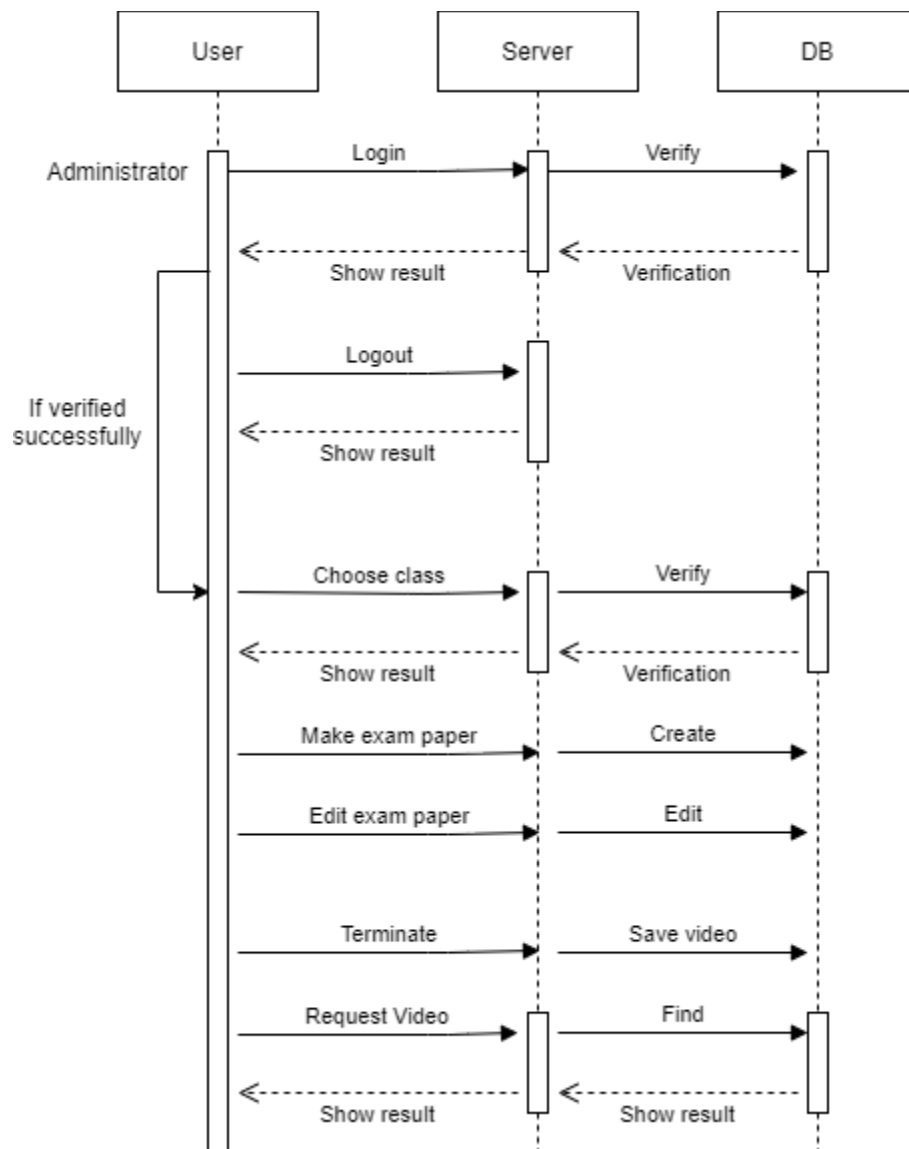 User
Server
DB
Administrator
Login
Verify
Show result
Verification
If verified
successfully
Logout
Show result
Choose class
Verify
Show result
Verification
Make exam paper
Create
Edit exam paper
Edit
Terminate
Save video
Request Video
Find
Show result
Show result